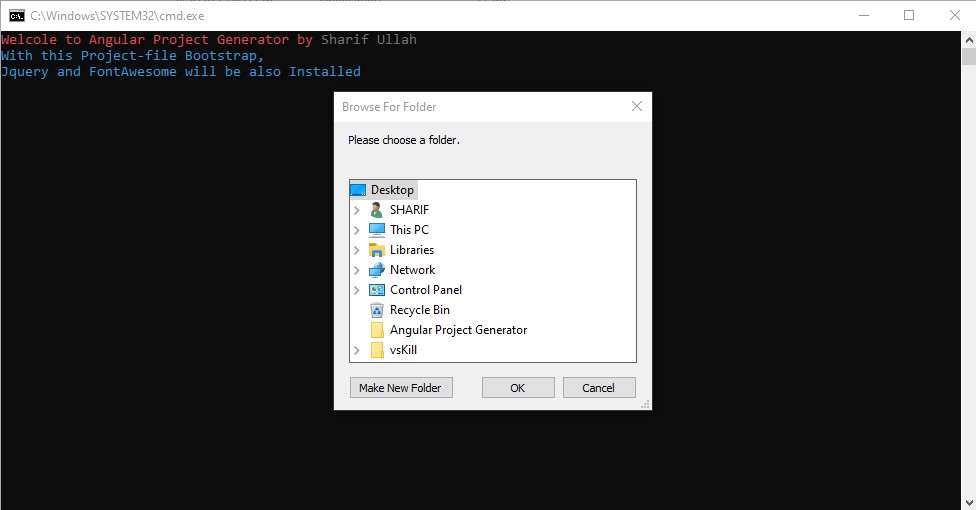 C:\Windows\SYSTEM32\cmd.exe
Welcole to Angular Project Generator by Sharif Ullah
With this Project-file Bootstrap,
Jquery and FontAwesome will be also Installed
Browse For Folder
Please choose a folder.
Desktop
SHARIF
This PC
Libraries
Network
Control Panel
Recycle Bin
Angular Project Generator
vsKill
Make New Folder OK Cancel